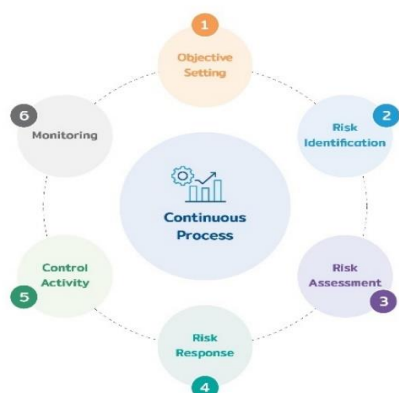 1
Objective
Setting
2
Risk
Identification
3
Risk
Assessment
4
Risk
Response
5
Control
Activity
6
Monitoring
Continuous
Process